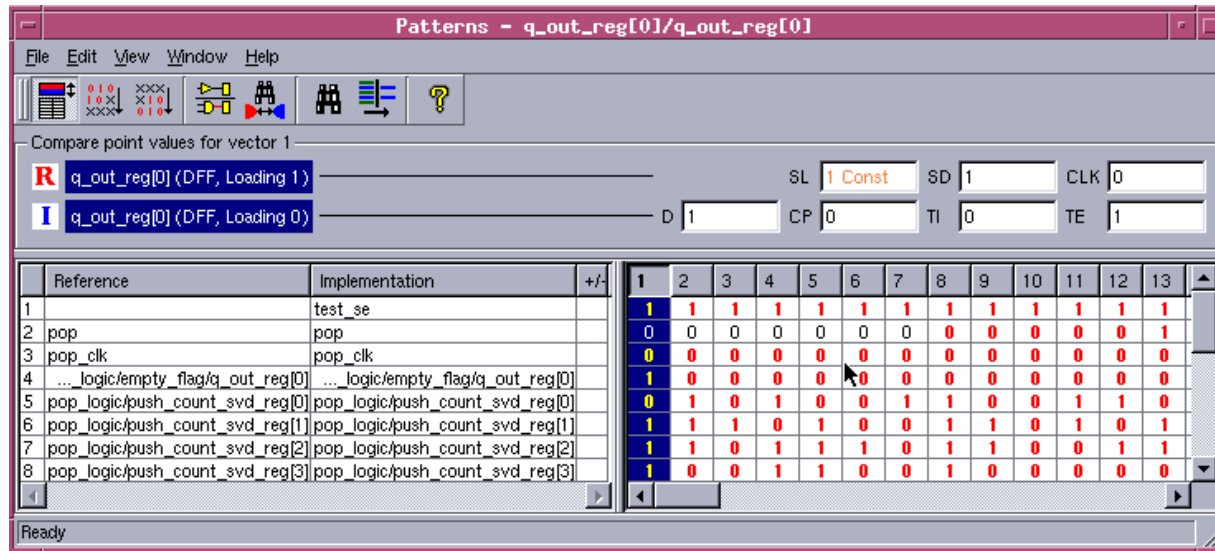 Patterns - q_out_reg[0]/q_out_reg[0]
File Edit View Window Help
Compare point values for vector 1
R q_out_reg[0] (DFF, Loading 1) SL 1 Const SD 1 CLK 0
I q_out_reg[0] (DFF, Loading 0) D 1 CP 0 TI 0 TE 1
Reference Implementation +/- 1 2 3 4 5 6 7 8 9 10 11 12 13
1 test_se 1 1 1 1 1 1 1 1 1 1 1 1 1
2 pop pop 0 0 0 0 0 0 0 0 0 0 0 0 1
3 pop_clk pop_clk 0 0 0 0 0 0 0 0 0 0 0 0 0
4 ..._logic/empty_flag/q_out_reg[0] ..._logic/empty_flag/q_out_reg[0] 1 0 0 0 0 0 0 0 0 0 0 0 0
5 pop_logic/push_count_svd_reg[0] pop_logic/push_count_svd_reg[0] 0 1 0 1 0 0 1 1 0 0 1 1 0
6 pop_logic/push_count_svd_reg[1] pop_logic/push_count_svd_reg[1] 1 1 1 0 1 0 0 1 1 0 1 0 1
7 pop_logic/push_count_svd_reg[2] pop_logic/push_count_svd_reg[2] 1 1 0 1 1 1 0 1 0 0 0 1 1
8 pop_logic/push_count_svd_reg[3] pop_logic/push_count_svd_reg[3] 1 0 0 1 1 0 0 1 0 0 1 0 0
Ready